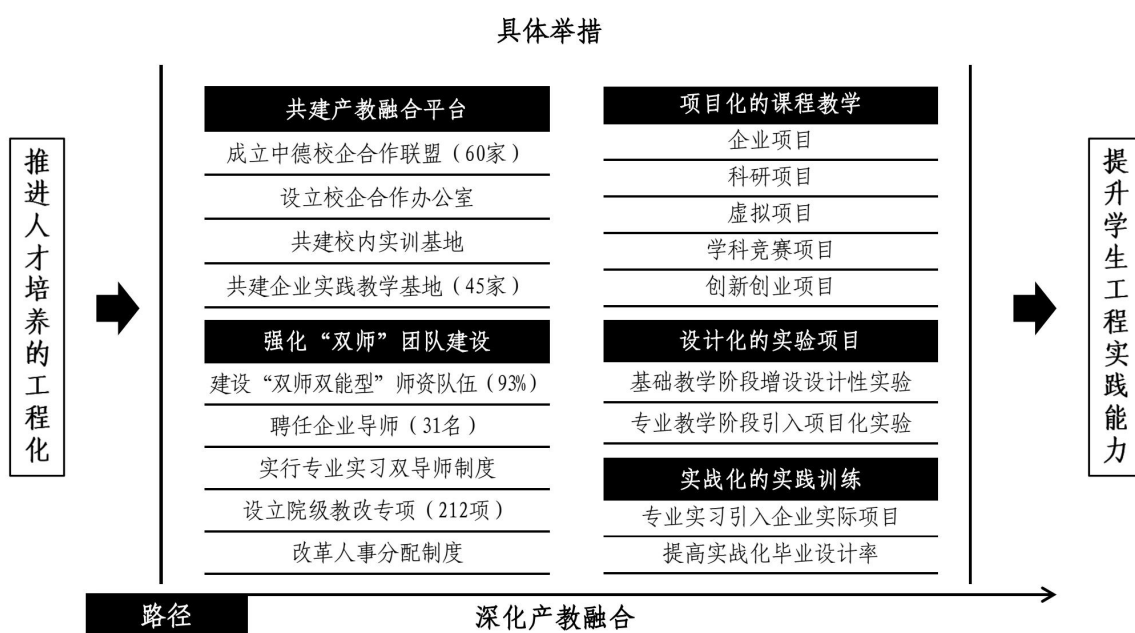 具体举措
推进人才培养的工程化
共建产教融合平台
成立中德校企合作联盟（60家）
设立校企合作办公室
共建校内实训基地
共建企业实践教学基地（45家）
强化“双师”团队建设
建设“双师双能型”师资队伍（93%）
聘任企业导师（31名）
实行专业实习双导师制度
设立院级教改专项（212项）
改革人事分配制度
项目化的课程教学
企业项目
科研项目
虚拟项目
学科竞赛项目
创新创业项目
设计化的实验项目
基础教学阶段增设设计性实验
专业教学阶段引入项目化实验
实战化的实践训练
专业实习引入企业实际项目
提高实战化毕业设计率
提升学生工程实践能力
路径
深化产教融合